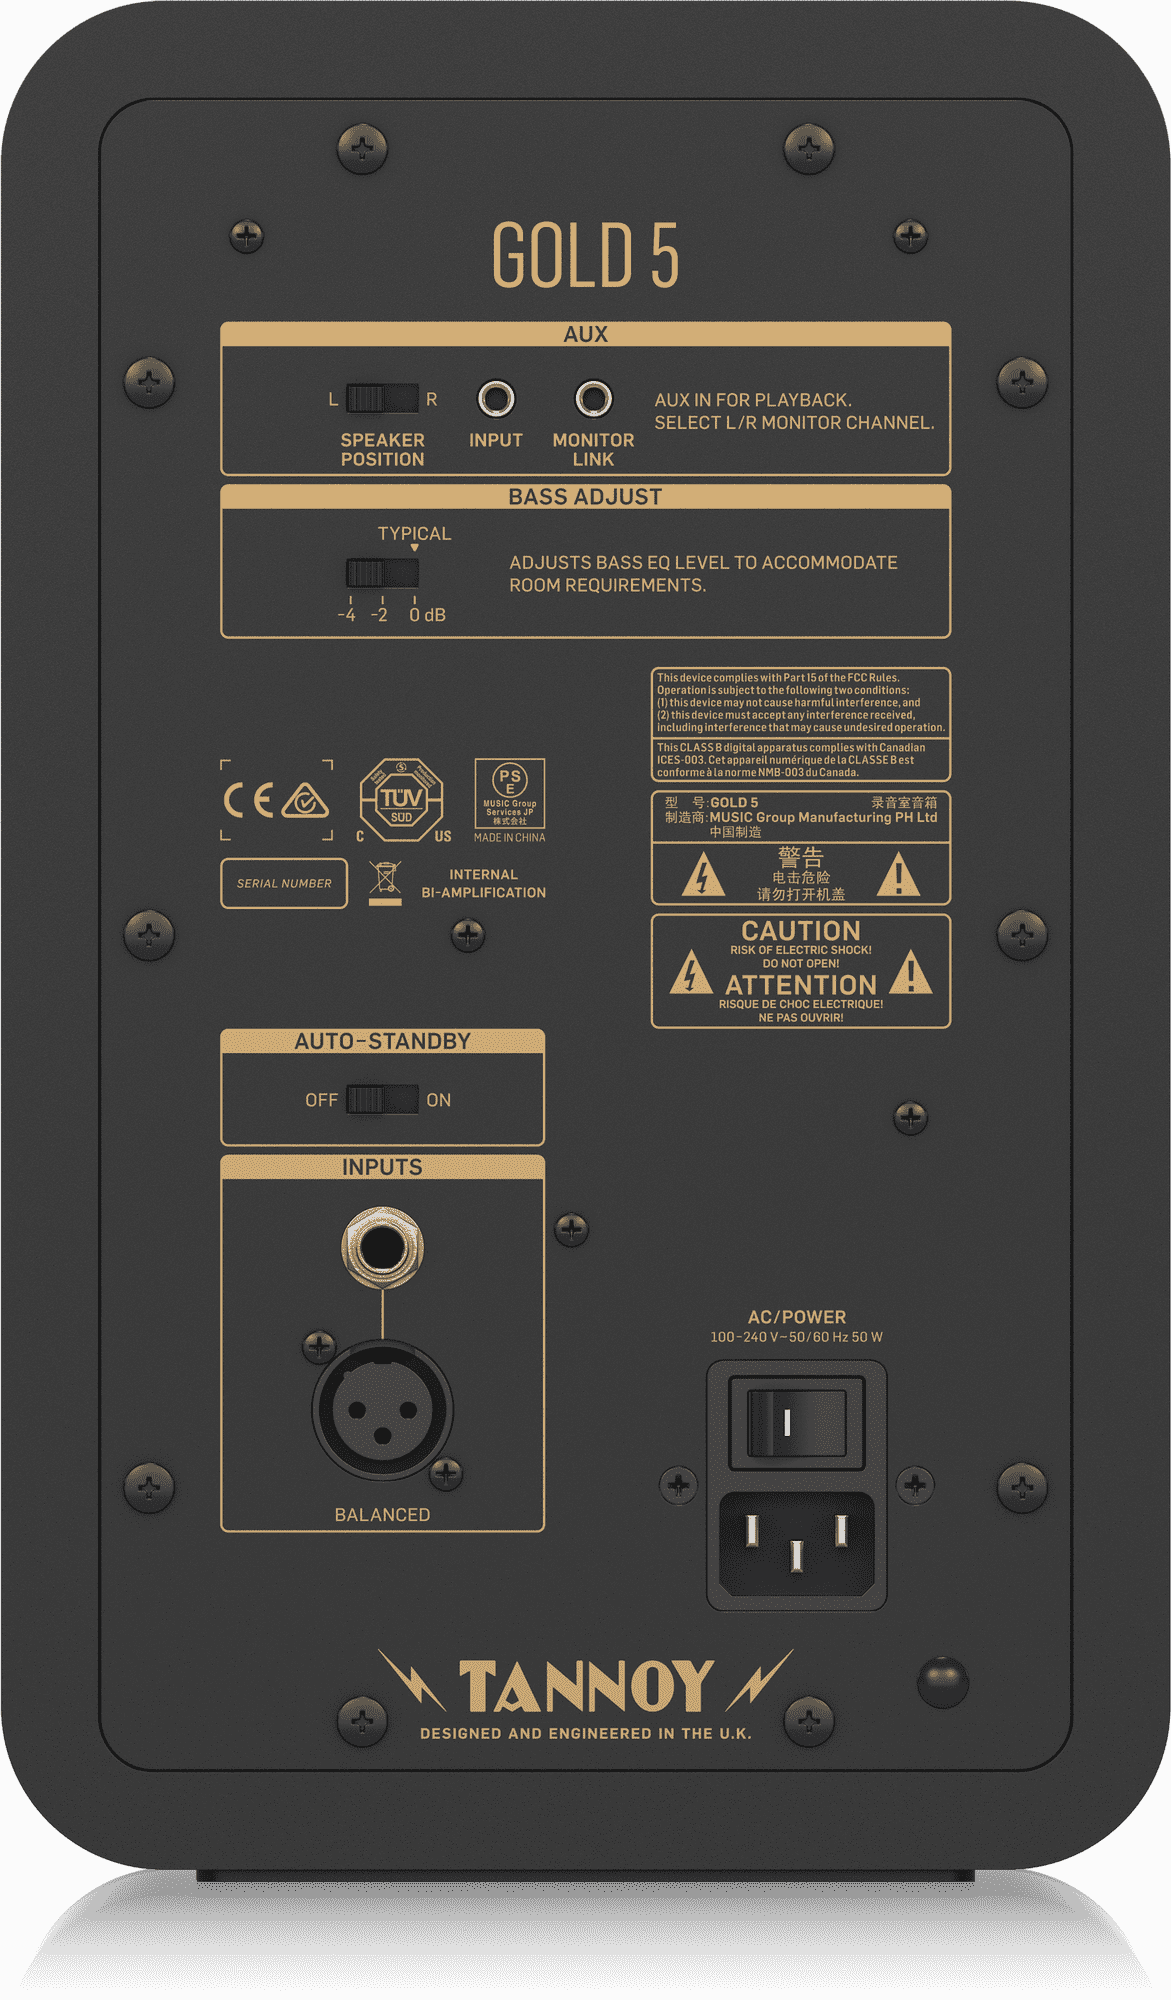 GOLD 5
AUX
L R
SPEAKER
POSITION
INPUT
MONITOR
LINK
AUX IN FOR PLAYBACK.
SELECT L/R MONITOR CHANNEL.
BASS ADJUST
TYPICAL
-4 -2 0 dB
ADJUSTS BASS EQ LEVEL TO ACCOMMODATE
ROOM REQUIREMENTS.
This device complies with Part 15 of the FCC Rules.
Operation is subject to the following two conditions:
(1) this device may not cause harmful interference, and
(2) this device must accept any interference received,
including interference that may cause undesired operation.
This CLASS B digital apparatus complies with Canadian
ICES-003. Cet appareil numérique de la CLASSE B est
conforme à la norme NMB-003 du Canada.
CE
TÜV
SÜD
C US
PS
E
MUSIC Group
Services JP
株式会社
MADE IN CHINA
型 号:GOLD 5 录音室音箱
制造商:MUSIC Group Manufacturing PH Ltd
中国制造
警告
电击危险
请勿打开机盖
SERIAL NUMBER
INTERNAL
BI-AMPLIFICATION
CAUTION
RISK OF ELECTRIC SHOCK!
DO NOT OPEN!
ATTENTION
RISQUE DE CHOC ELECTRIQUE!
NE PAS OUVRIR!
AUTO-STANDBY
OFF ON
INPUTS
BALANCED
AC/POWER
100-240 V~50/60 Hz 50 W
TANNOY
DESIGNED AND ENGINEERED IN THE U.K.